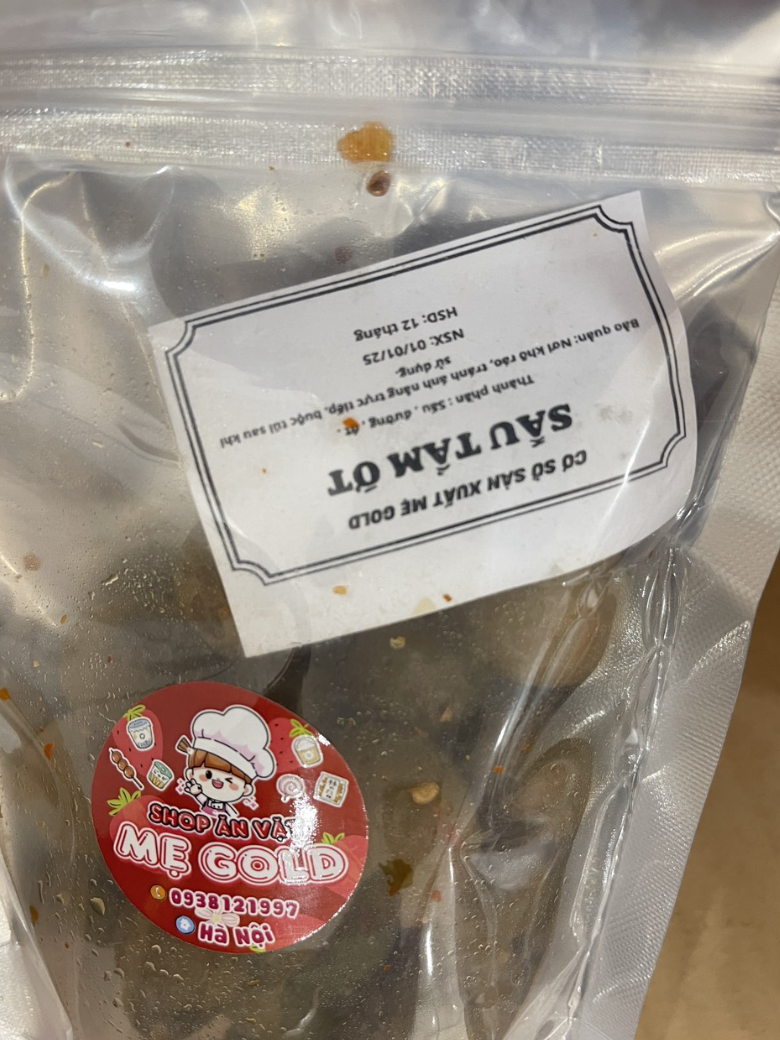 CƠ SỞ SẢN XUẤT MẸ GOLD
SẤU TẨM ỚT
Thành phần : Sấu , đường , ớt .
Bảo quản: Nơi khô ráo, tránh ánh nắng trực tiếp, buộc túi sau khi
sử dụng.
NSX: 01/01/25
HSD: 12 tháng
SHOP ĂN VẶT
MẸ GOLD
0938121997
Hà Nội